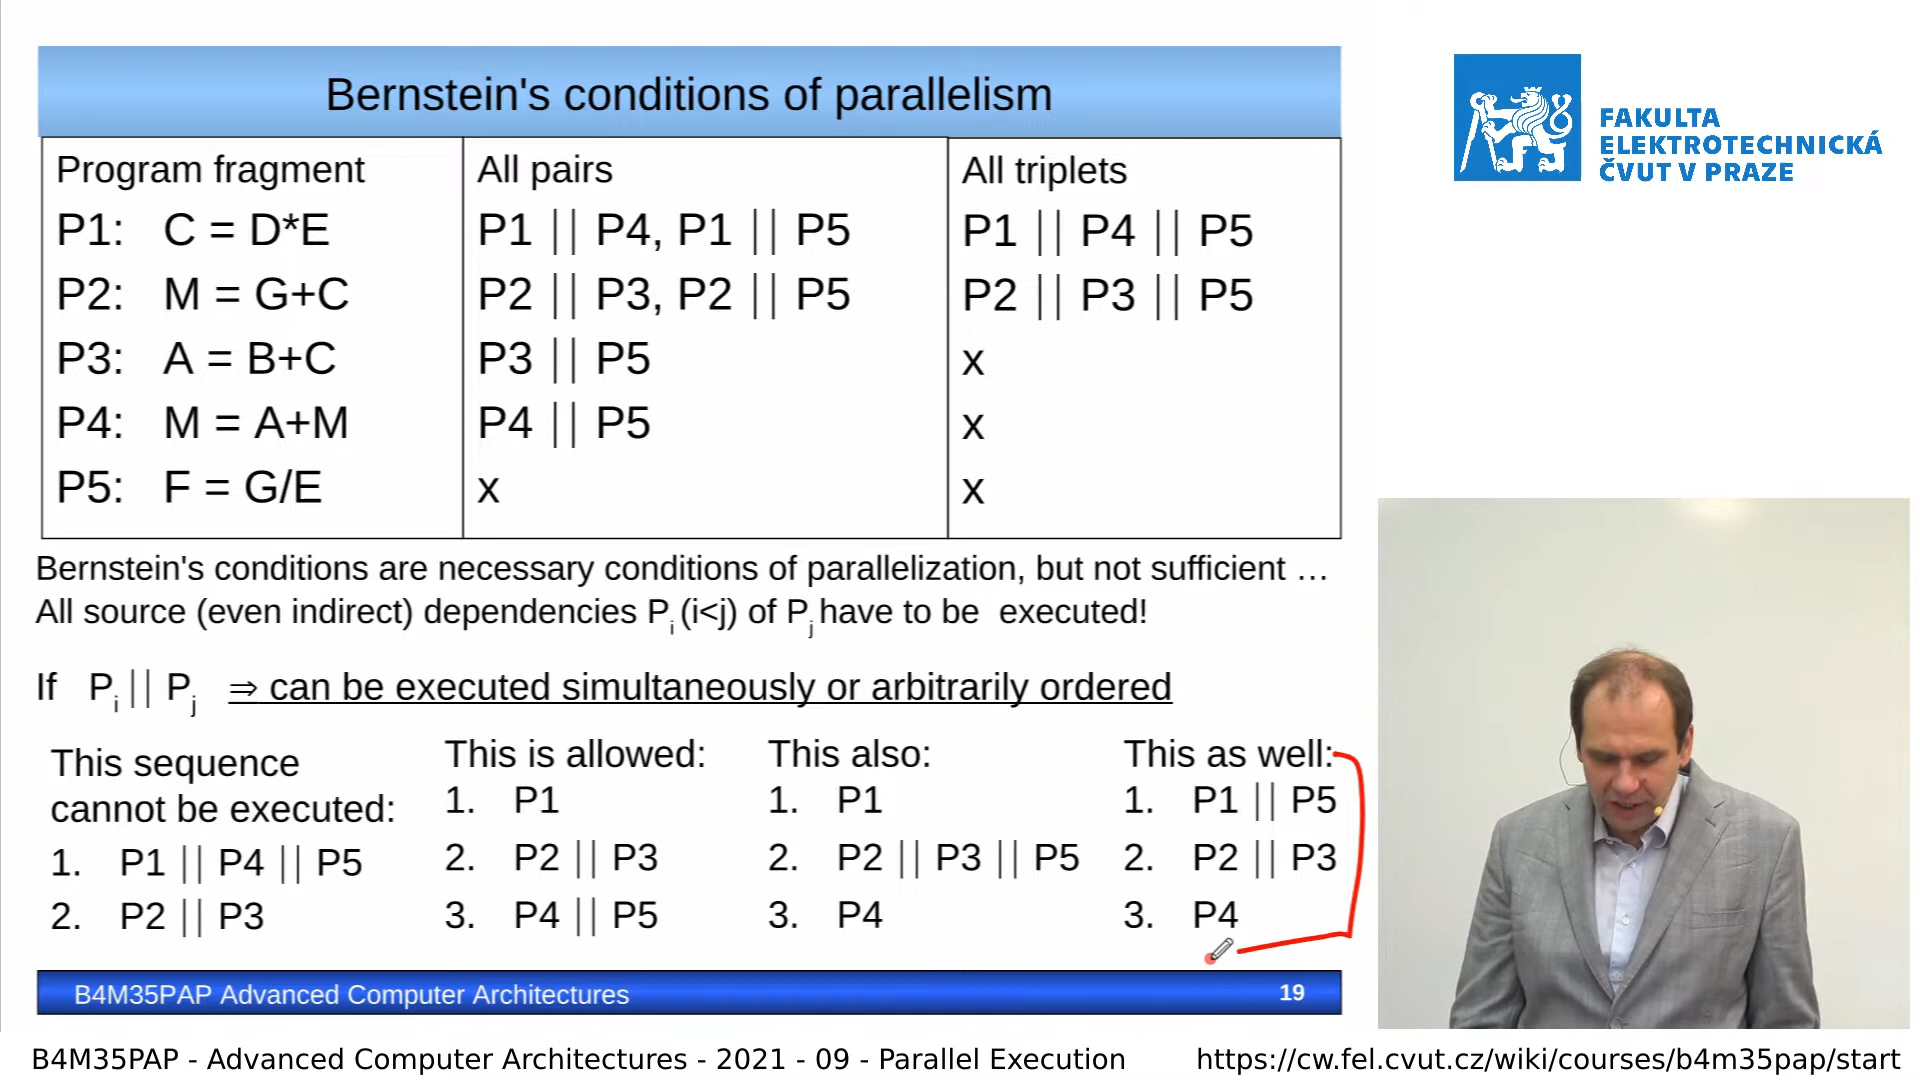 Bernstein's conditions of parallelism
Program fragment
P1: C = D*E
P2: M = G+C
P3: A = B+C
P4: M = A+M
P5: F = G/E
All pairs
P1 || P4, P1 || P5
P2 || P3, P2 || P5
P3 || P5
P4 || P5
x
All triplets
P1 || P4 || P5
P2 || P3 || P5
x
x
x
Bernstein's conditions are necessary conditions of parallelization, but not sufficient …
All source (even indirect) dependencies Pi (i<j) of Pj have to be executed!
If Pi || Pj ⇒ can be executed simultaneously or arbitrarily ordered
This sequence
cannot be executed:
1. P1 || P4 || P5
2. P2 || P3
This is allowed:
1. P1
2. P2 || P3
3. P4 || P5
This also:
1. P1
2. P2 || P3 || P5
3. P4
This as well:
1. P1 || P5
2. P2 || P3
3. P4
B4M35PAP Advanced Computer Architectures
19
FAKULTA
ELEKTROTECHNICKÁ
ČVUT V PRAZE
B4M35PAP - Advanced Computer Architectures - 2021 - 09 - Parallel Execution
https://cw.fel.cvut.cz/wiki/courses/b4m35pap/start